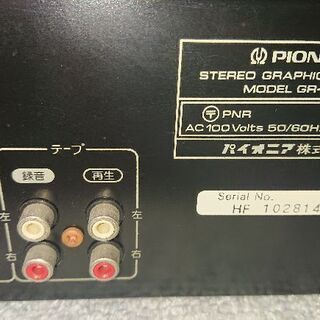 PION
STEREO GRAPHIC
MODEL GR-
〒 PNR
AC 100 Volts 50/60H
パイオニア株式
テープ
録音 再生
左 左
右 右
Serial No.
HF 102814